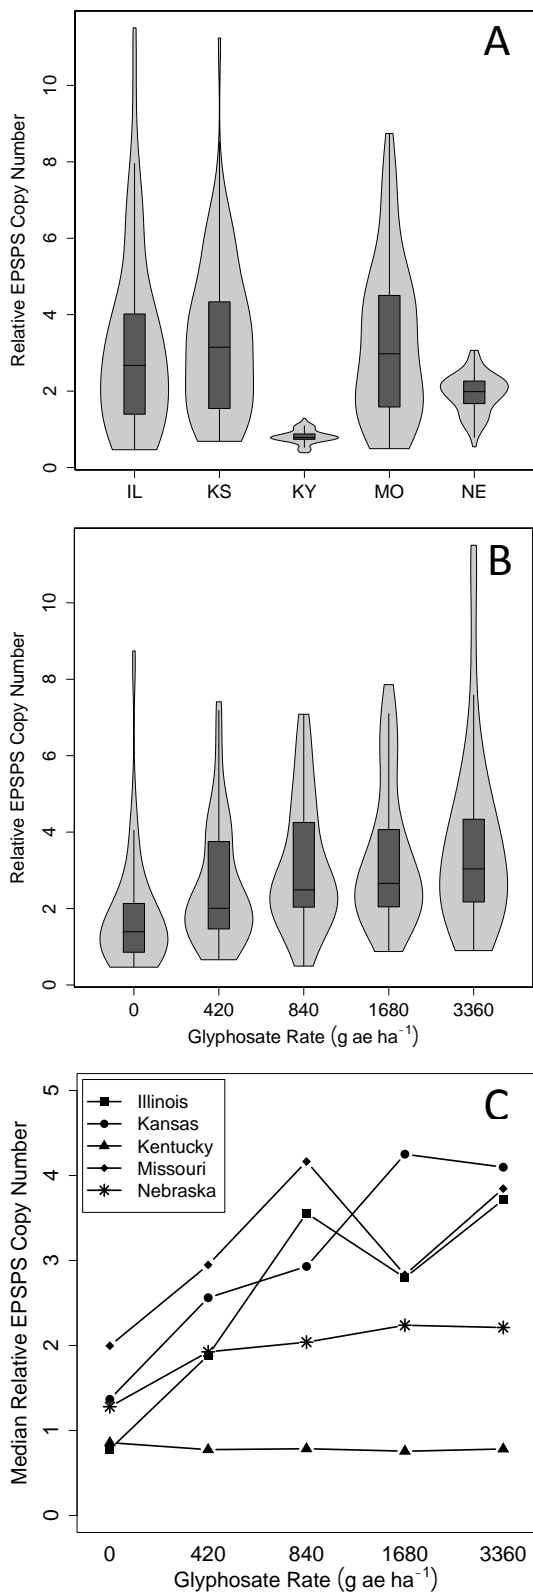 A
Relative EPSPS Copy Number
0 2 4 6 8 10
IL KS KY MO NE
B
Relative EPSPS Copy Number
0 2 4 6 8 10
0 420 840 1680 3360
Glyphosate Rate (g ae ha⁻¹)
C
Illinois
Kansas
Kentucky
Missouri
Nebraska
Median Relative EPSPS Copy Number
0 1 2 3 4 5
0 420 840 1680 3360
Glyphosate Rate (g ae ha⁻¹)